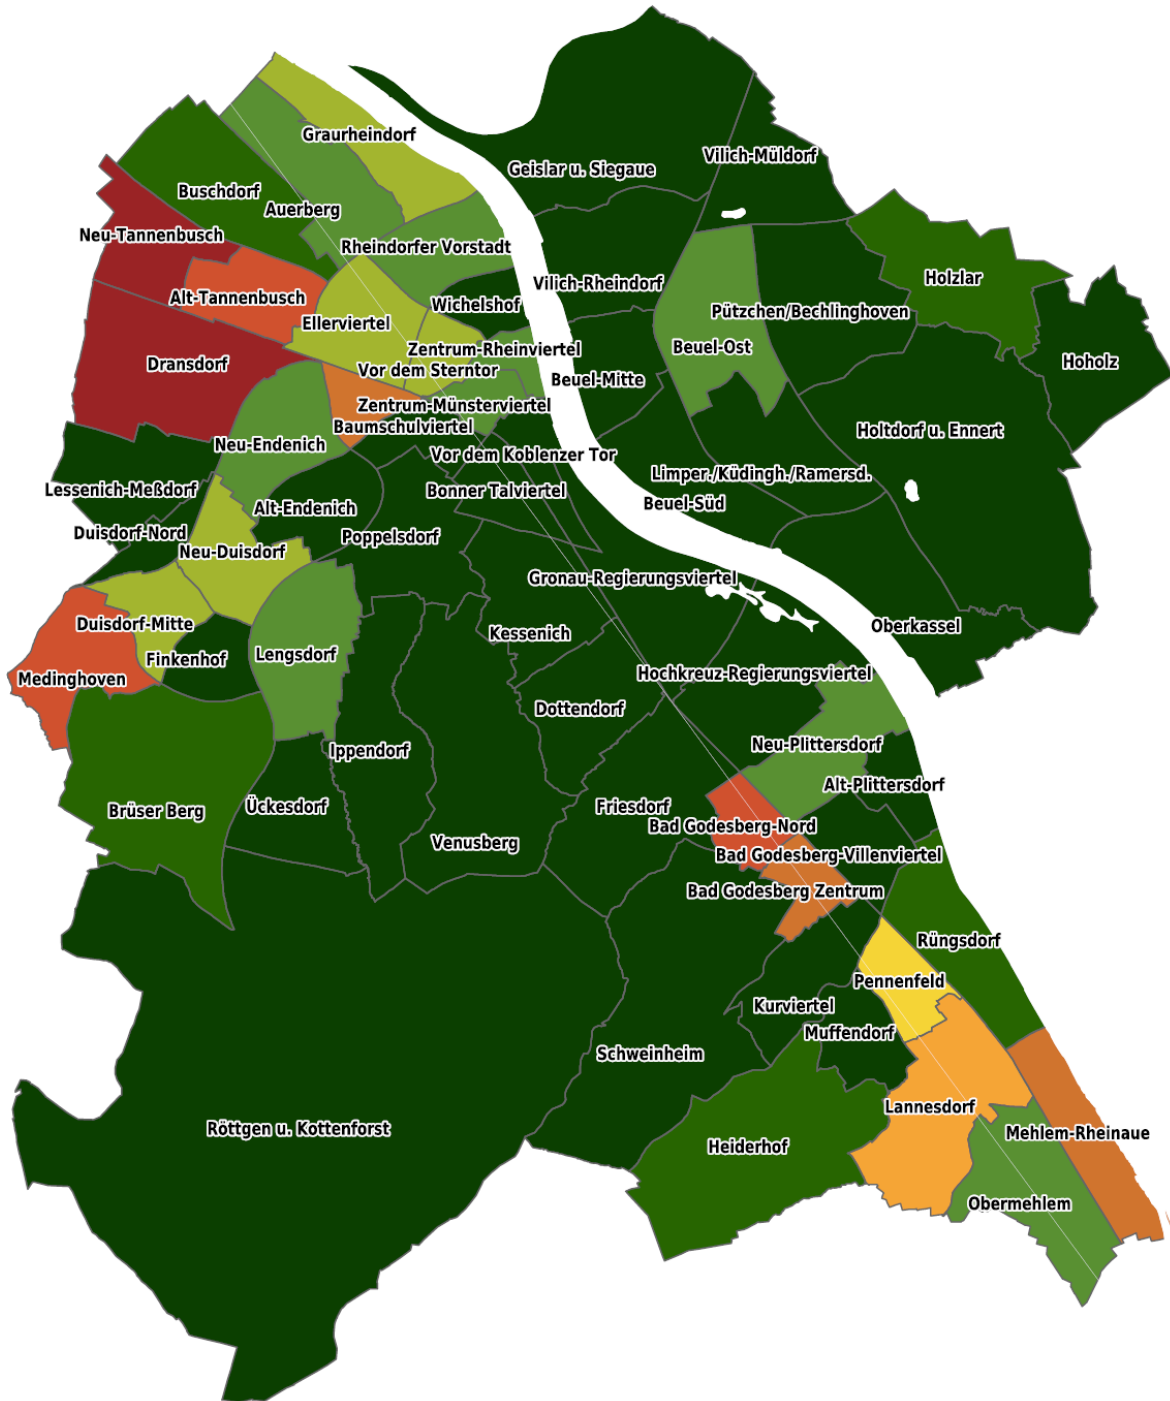 Graurheindorf
Vilich-Müldorf
Geislar u. Siegaue
Buschdorf
Auerberg
Neu-Tannenbusch
Rheindorfer Vorstadt
Holzlar
Vilich-Rheindorf
Alt-Tannenbusch
Wichelshof
Pützchen/Bechlinghoven
Ellerviertel
Zentrum-Rheinviertel
Beuel-Ost
Dransdorf
Hoholz
Vor dem Sterntor
Beuel-Mitte
Zentrum-Münsterviertel
Baumschulviertel
Holtdorf u. Ennert
Neu-Endenich
Vor dem Koblenzer Tor
Limper./Küdingh./Ramersd.
Lessenich-Meßdorf
Bonner Talviertel
Beuel-Süd
Alt-Endenich
Duisdorf-Nord
Poppelsdorf
Neu-Duisdorf
Gronau-Regierungsviertel
Duisdorf-Mitte
Oberkassel
Kessenich
Lengsdorf
Finkenhof
Hochkreuz-Regierungsviertel
Medinghoven
Dottendorf
Neu-Plittersdorf
Ippendorf
Alt-Plittersdorf
Ückesdorf
Friesdorf
Brüser Berg
Bad Godesberg-Nord
Venusberg
Bad Godesberg-Villenviertel
Bad Godesberg Zentrum
Rüngsdorf
Pennenfeld
Kurviertel
Muffendorf
Schweinheim
Lannesdorf
Röttgen u. Kottenforst
Mehlem-Rheinaue
Heiderhof
Obermehlem